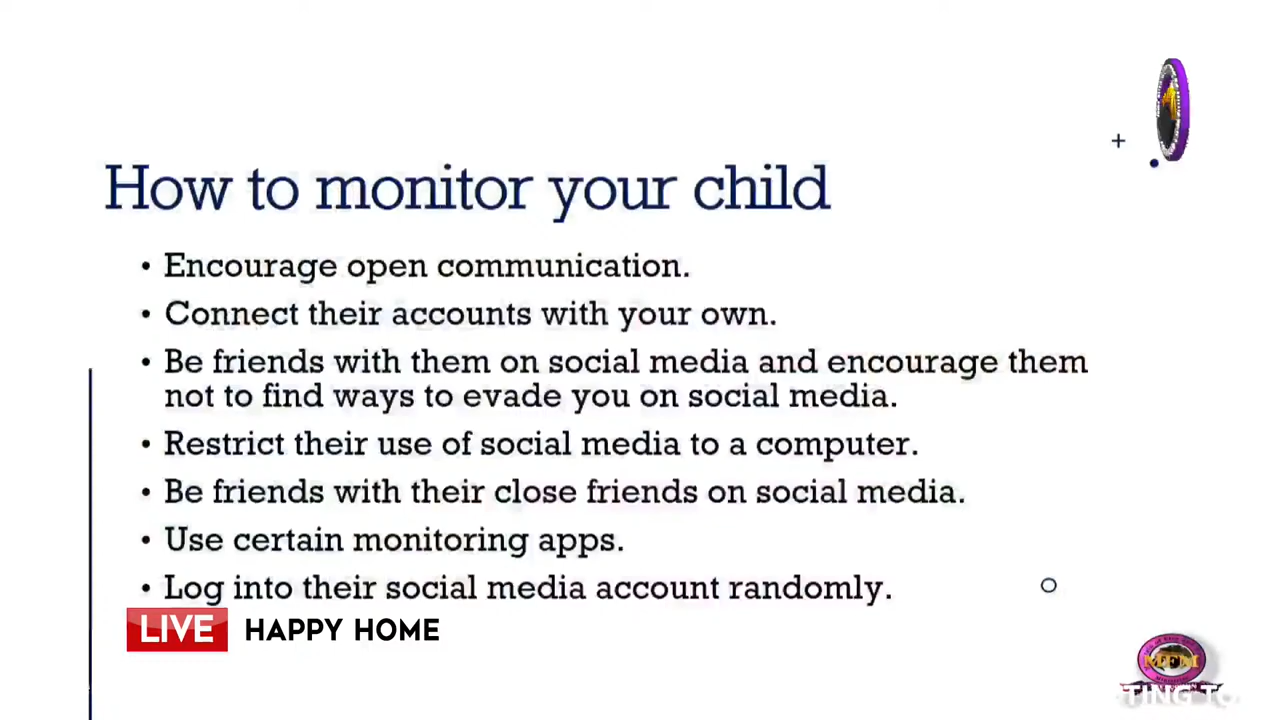 How to monitor your child
• Encourage open communication.
• Connect their accounts with your own.
• Be friends with them on social media and encourage them
not to find ways to evade you on social media.
• Restrict their use of social media to a computer.
• Be friends with their close friends on social media.
• Use certain monitoring apps.
• Log into their social media account randomly.
LIVE HAPPY HOME
MFM